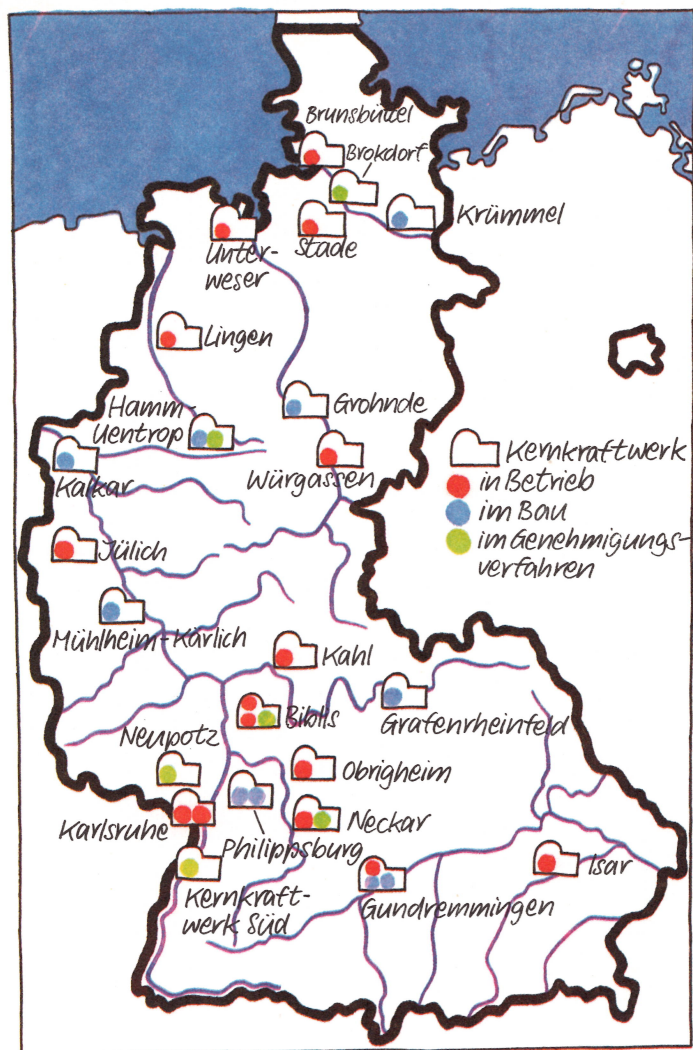 Brunsbüttel
Brokdorf
Krümmel
Stade
Unter-
weser
Lingen
Hamm-
Uentrop
Grohnde
Kalkar
Würgassen
Kernkraftwerk
in Betrieb
im Bau
im Genehmigungs-
verfahren
Jülich
Mühlheim-Kärlich
Kahl
Grafenrheinfeld
Biblis
Neupotz
Obrigheim
Karlsruhe
Philippsburg
Neckar
Kernkraft-
werk Süd
Gundremmingen
Isar